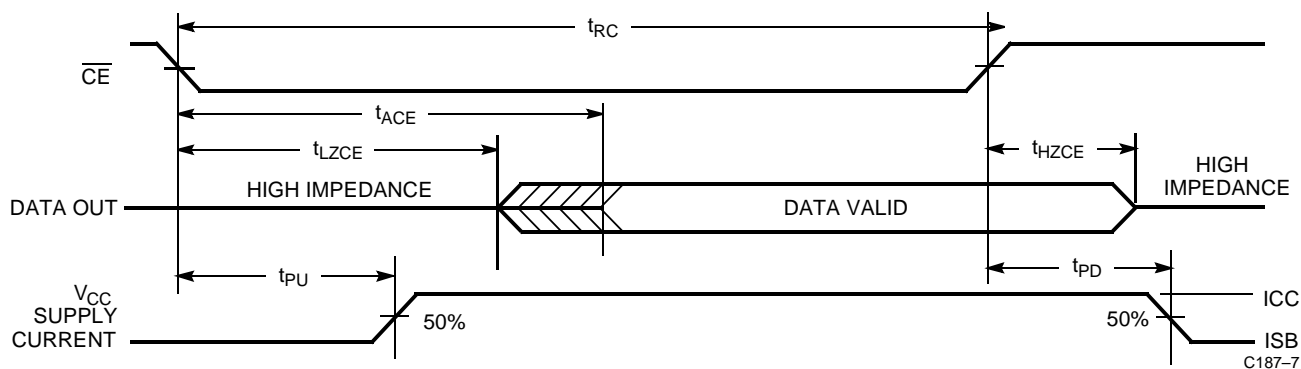 tRC
CE
tACE
tLZCE
tHZCE
HIGH IMPEDANCE
HIGH
IMPEDANCE
DATA OUT
DATA VALID
tPU
tPD
VCC
SUPPLY
CURRENT
50%
50%
ICC
ISB
C187–7